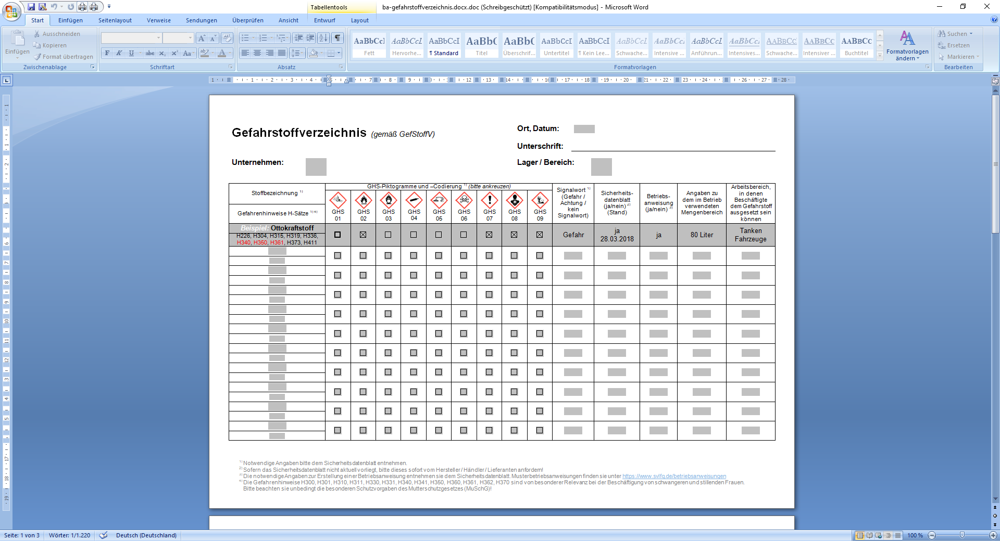 Tabellentools
ba-gefahrstoffverzeichnis.docx.doc (Schreibgeschützt) [Kompatibilitätsmodus] - Microsoft Word
Start Einfügen Seitenlayout Verweise Sendungen Überprüfen Ansicht Entwurf Layout
Einfügen
Ausschneiden
Kopieren
Format übertragen
Zwischenablage
F K U abc x₂ x² Aa
Schriftart
Absatz
AaBbCcI AaBbCcL AaBbCcI AaBbC AaBbC AaBbCcI AaBbCcI AaBbCcL AaBbCcL AaBbCcL AaBbCcL AaBbCc AaBbCc AaBbCc
Fett Hervorhe... ¶ Standard Titel Überschrif... Untertitel ¶ Kein Lee... Schwache... Intensive ... Anführun... Intensives... Schwache... Intensiver ... Buchtitel
Formatvorlagen
Formatvorlagen ändern
Suchen
Ersetzen
Markieren
Bearbeiten
Gefahrstoffverzeichnis (gemäß GefStoffV)
Ort, Datum:
Unterschrift:
Unternehmen:
Lager / Bereich:
Stoffbezeichnung 1)
Gefahrenhinweise H-Sätze 1) 4)
GHS-Piktogramme und –Codierung 1) (bitte ankreuzen)
GHS 01
GHS 02
GHS 03
GHS 04
GHS 05
GHS 06
GHS 07
GHS 08
GHS 09
Signalwort 1)
(Gefahr /
Achtung /
kein
Signalwort)
Sicherheits-
datenblatt
(ja/nein) 2)
(Stand)
Betriebs-
anweisung
(ja/nein) 3)
Angaben zu
dem im Betrieb
verwendeten
Mengenbereich
Arbeitsbereich,
in denen
Beschäftigte
dem Gefahrstoff
ausgesetzt sein
können
Beispiel: Ottokraftstoff
H226, H304, H315, H319, H336,
H340, H350, H361, H373, H411
Gefahr
ja
28.03.2018
ja
80 Liter
Tanken
Fahrzeuge
1) Notwendige Angaben bitte dem Sicherheitsdatenblatt entnehmen.
2) Sofern das Sicherheitsdatenblatt nicht aktuell vorliegt, bitte dieses sofort vom Hersteller / Händler / Lieferanten anfordern!
3) Die notwendige Angaben zur Erstellung einer Betriebsanweisung entnehmen sie dem Sicherheitsdatenblatt. Musterbetriebsanweisungen finden sie unter https://www.svlfg.de/betriebsanweisungen
4) Die Gefahrenhinweise H300, H301, H310, H311, H330, H331, H340, H341, H350, H360, H361, H362, H370 sind von besonderer Relevanz bei der Beschäftigung von schwangeren und stillenden Frauen.
Bitte beachten sie unbedingt die besonderen Schutzvorgaben des Mutterschutzgesetzes (MuSchG)!
Seite: 1 von 3
Wörter: 1/1.220
Deutsch (Deutschland)
100 %